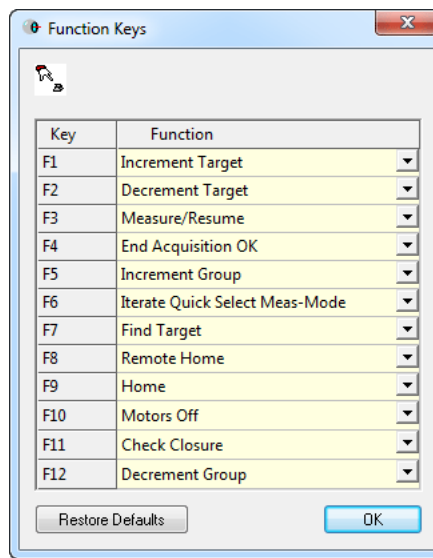 Function Keys
Key Function
F1 Increment Target
F2 Decrement Target
F3 Measure/Resume
F4 End Acquisition OK
F5 Increment Group
F6 Iterate Quick Select Meas-Mode
F7 Find Target
F8 Remote Home
F9 Home
F10 Motors Off
F11 Check Closure
F12 Decrement Group
Restore Defaults OK